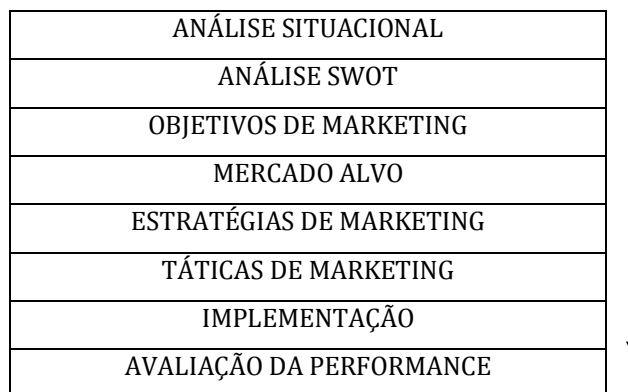 ANÁLISE SITUACIONAL
ANÁLISE SWOT
OBJETIVOS DE MARKETING
MERCADO ALVO
ESTRATÉGIAS DE MARKETING
TÁTICAS DE MARKETING
IMPLEMENTAÇÃO
AVALIAÇÃO DA PERFORMANCE